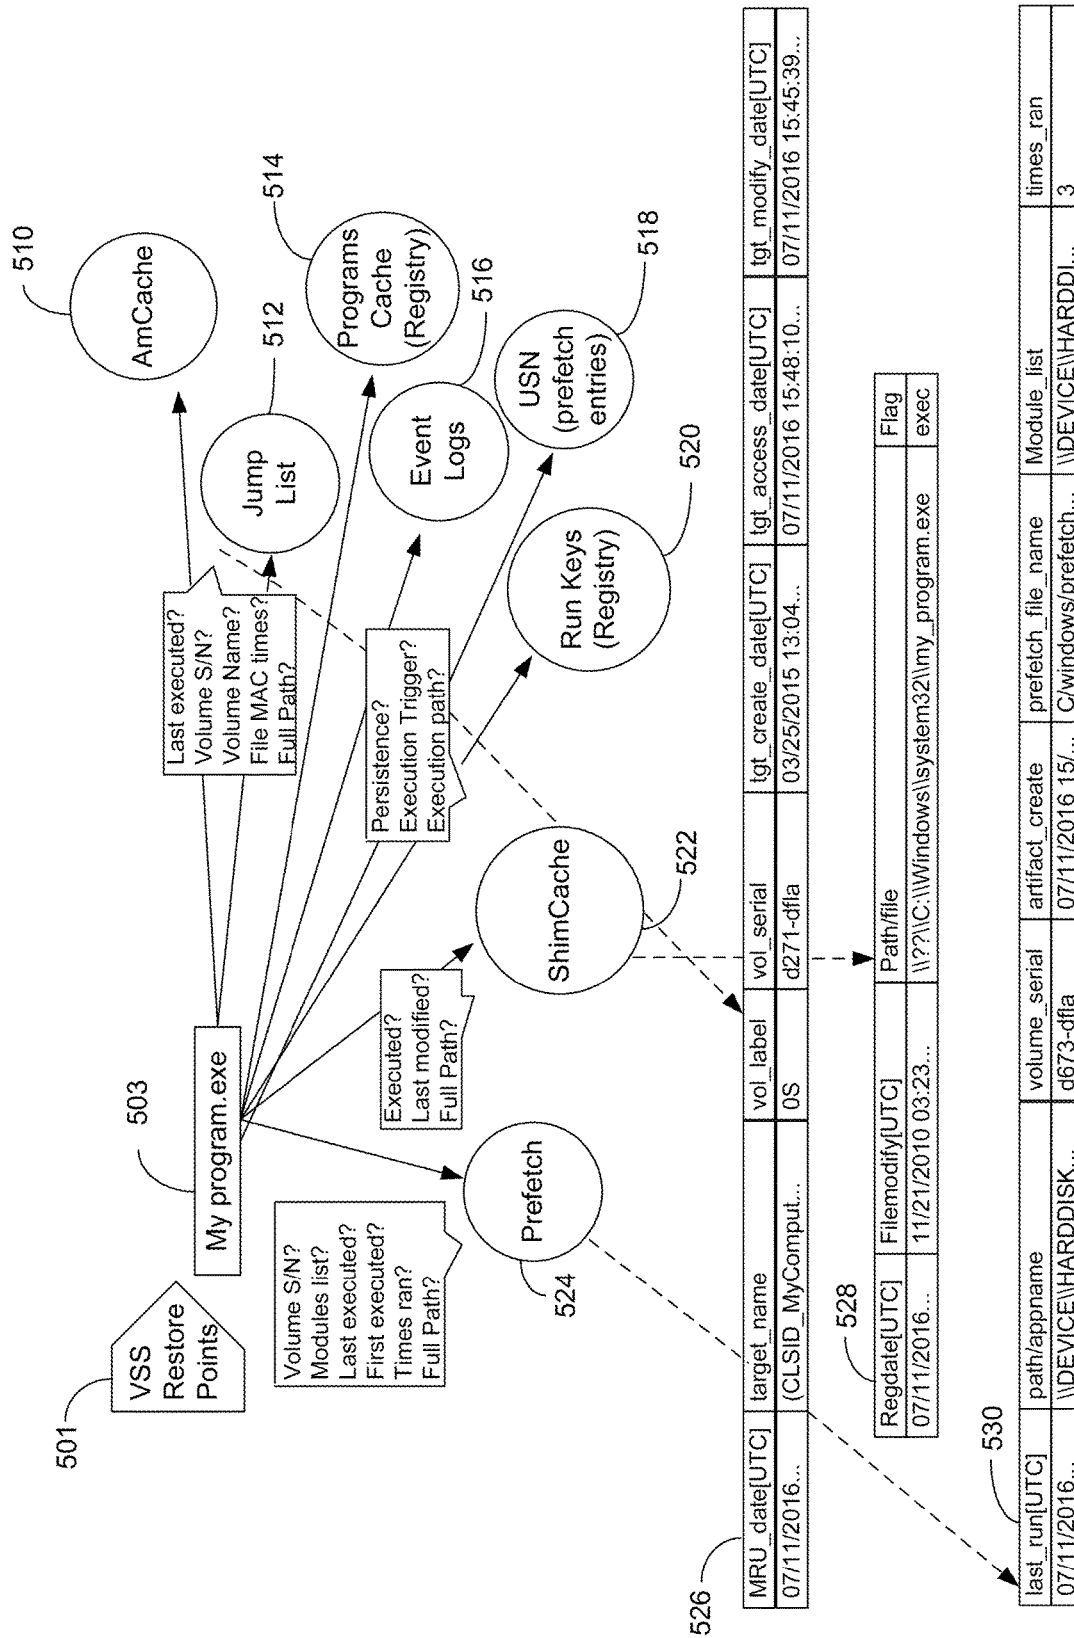 501
VSS
Restore
Points
503
My program.exe
510
AmCache
512
Jump
List
514
Programs
Cache
(Registry)
516
Event
Logs
518
USN
(prefetch
entries)
520
Run Keys
(Registry)
Last executed?
Volume S/N?
Volume Name?
File MAC times?
Full Path?
Persistence?
Execution Trigger?
Execution path?
Executed?
Last modified?
Full Path?
ShimCache
522
Volume S/N?
Modules list?
Last executed?
First executed?
Times ran?
Full Path?
Prefetch
524
526
MRU_date[UTC] target_name vol_label vol_serial tgt_create_date[UTC] tgt_access_date[UTC] tgt_modify_date[UTC]
07/11/2016... (CLSID_MyComput... 0S d271-dfla 03/25/2015 13:04... 07/11/2016 15:48:10... 07/11/2016 15:45:39...
528
Regdate[UTC] Filemodify[UTC] Path/file Flag
07/11/2016... 11/21/2010 03:23... \\??\\C:\\Windows\\system32\\my_program.exe exec
530
last_run[UTC] path/appname volume_serial artifact_create prefetch_file_name Module_list times_ran
07/11/2016... \\DEVICE\\HARDDISK... d673-dfla 07/11/2016 15/... C/windows/prefetch... \\DEVICE\\HARDDI... 3